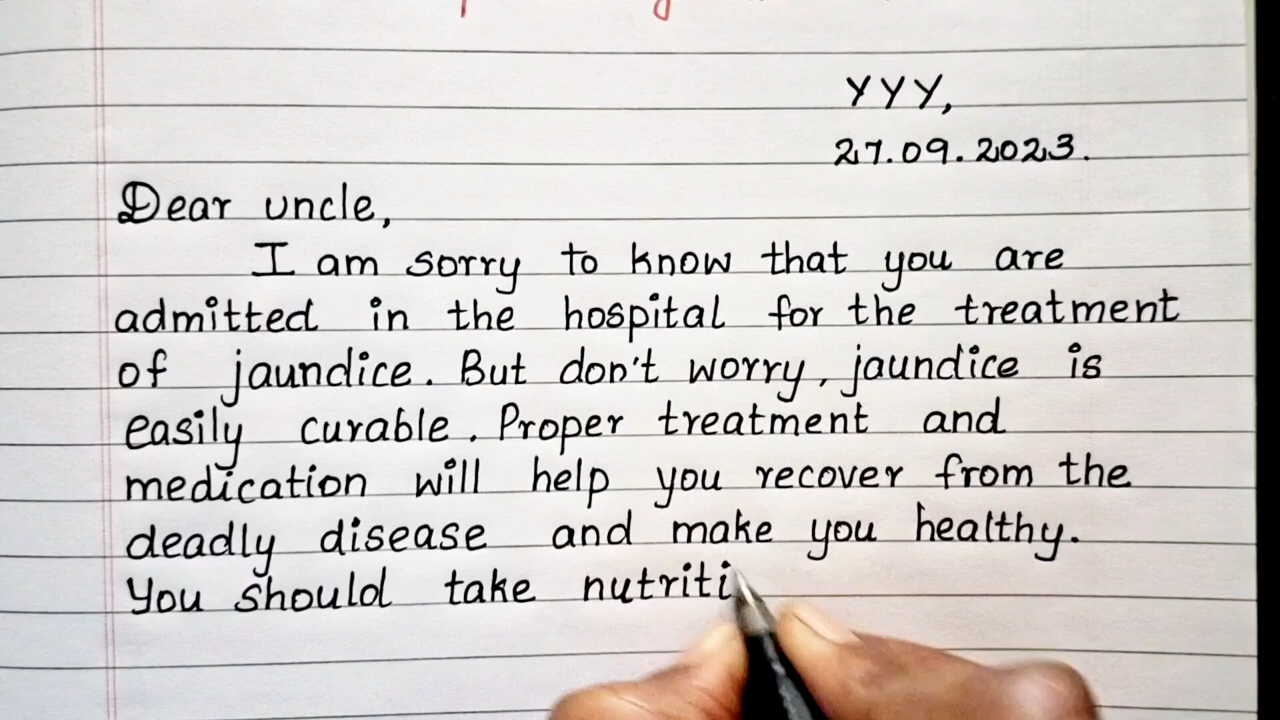 YYY,
27.09.2023.
Dear uncle,
I am sorry to know that you are
admitted in the hospital for the treatment
of jaundice. But don't worry, jaundice is
easily curable. Proper treatment and
medication will help you recover from the
deadly disease and make you healthy.
You should take nutriti